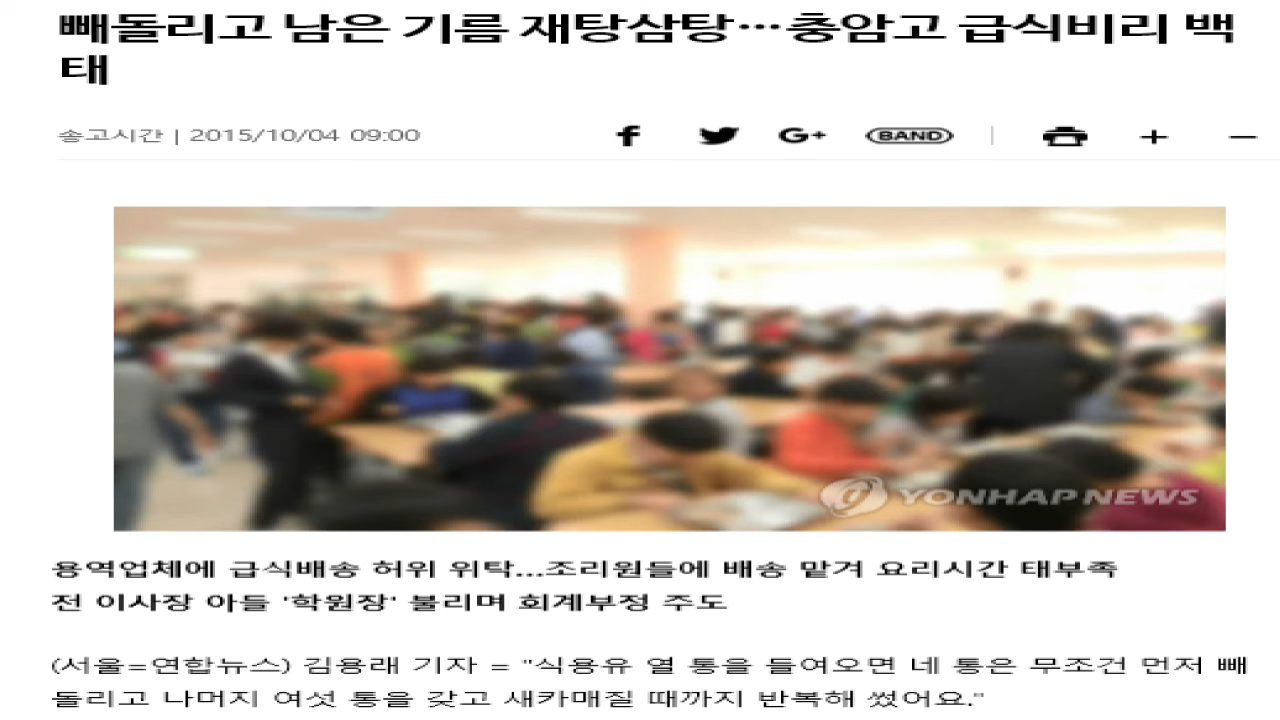 빼돌리고 남은 기름 재탕삼탕…충암고 급식비리 백
태
송고시간 | 2015/10/04 09:00
G+ BAND + −
YONHAP NEWS
용역업체에 급식배송 허위 위탁...조리원들에 배송 맡겨 요리시간 태부족
전 이사장 아들 '학원장' 불리며 회계부정 주도
(서울=연합뉴스) 김용래 기자 = "식용유 열 통을 들여오면 네 통은 무조건 먼저 빼
돌리고 나머지 여섯 통을 갖고 새카매질 때까지 반복해 썼어요."